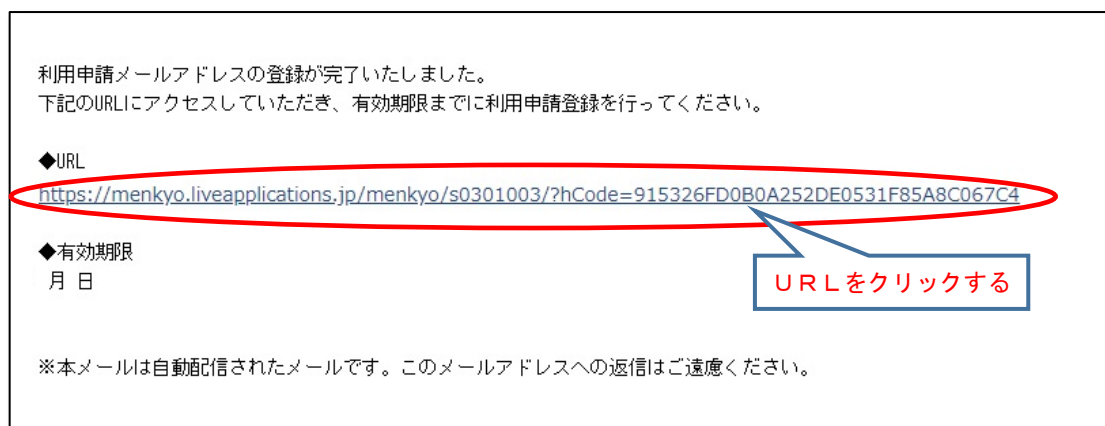 利用申請メールアドレスの登録が完了いたしました。
下記のURLにアクセスしていただき、有効期限までに利用申請登録を行ってください。
◆URL
https://menkyo.liveapplications.jp/menkyo/s0301003/?hCode=915326FD0B0A252DE0531F85A8C067C4
◆有効期限
月 日
ＵＲＬをクリックする
※本メールは自動配信されたメールです。このメールアドレスへの返信はご遠慮ください。